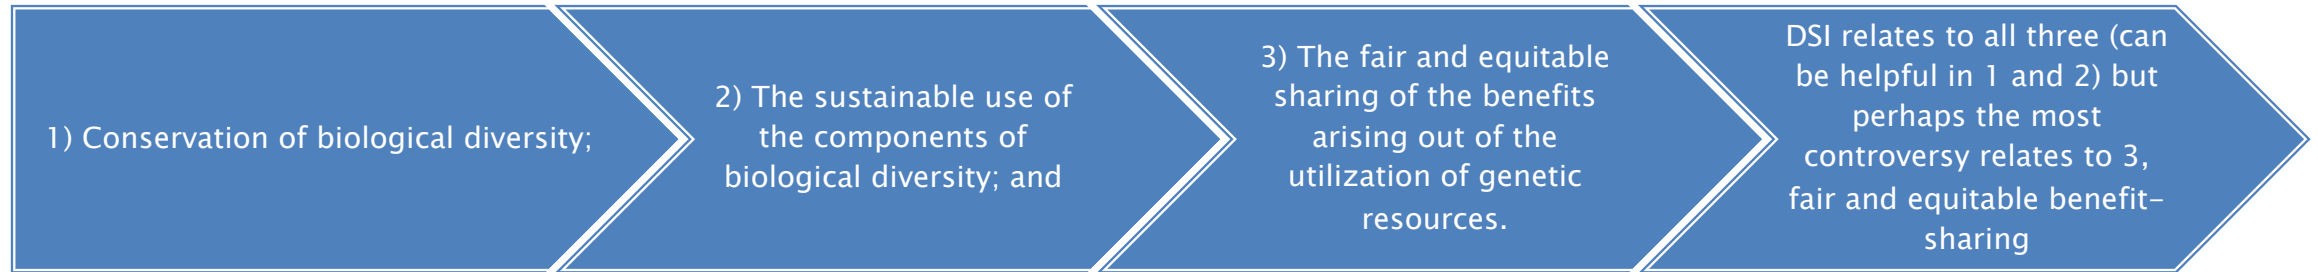 1) Conservation of biological diversity;
2) The sustainable use of
the components of
biological diversity; and
3) The fair and equitable
sharing of the benefits
arising out of the
utilization of genetic
resources.
DSI relates to all three (can
be helpful in 1 and 2) but
perhaps the most
controversy relates to 3,
fair and equitable benefit-
sharing